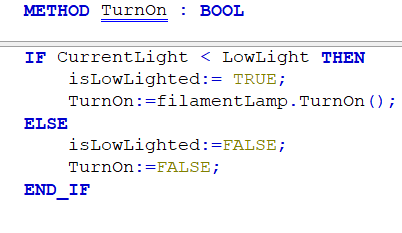 METHOD TurnOn : BOOL
IF CurrentLight < LowLight THEN
isLowLighted:= TRUE;
TurnOn:=filamentLamp.TurnOn();
ELSE
isLowLighted:=FALSE;
TurnOn:=FALSE;
END_IF